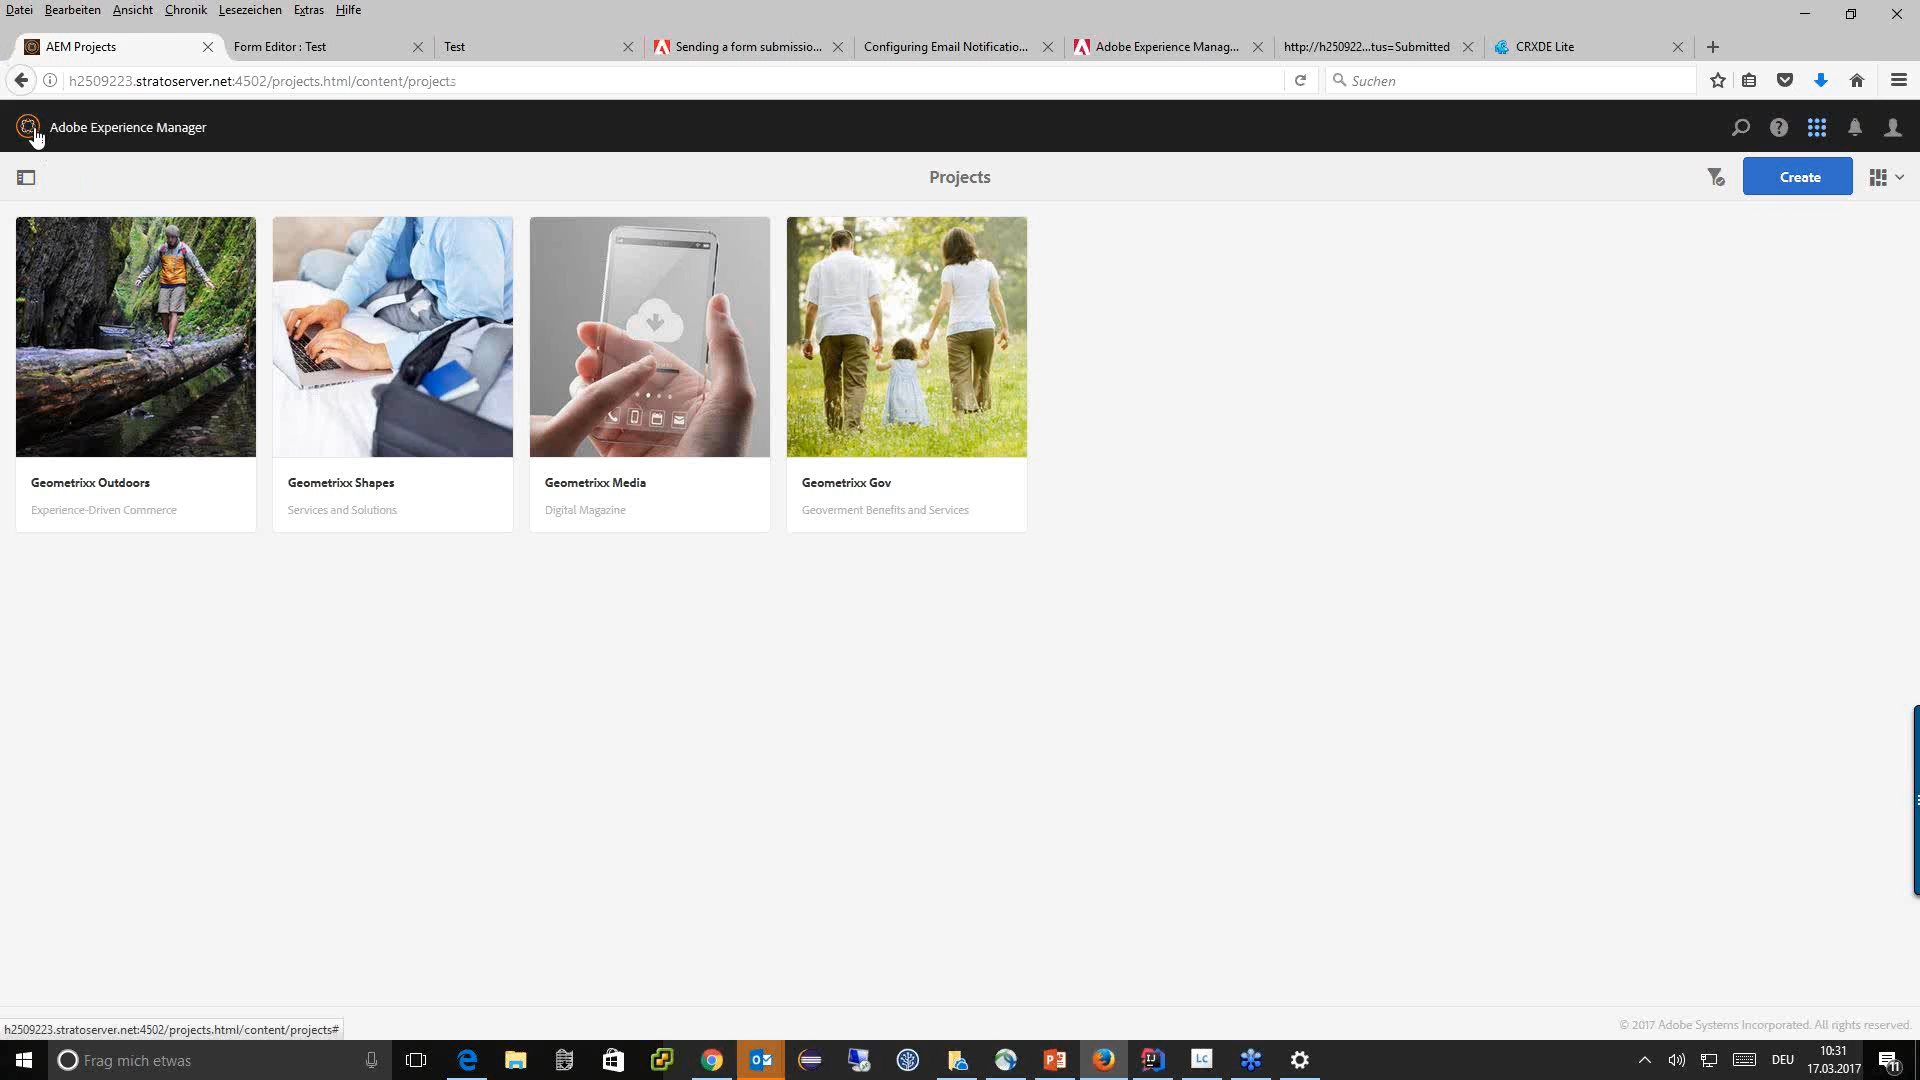 Datei Bearbeiten Ansicht Chronik Lesezeichen Extras Hilfe
AEM Projects
Form Editor : Test
Test
Sending a form submissio...
Configuring Email Notificatio...
Adobe Experience Manag...
http://h250922...tus=Submitted
CRXDE Lite
h2509223.stratoserver.net:4502/projects.html/content/projects
Suchen
Adobe Experience Manager
Projects
Create
Geometrixx Outdoors
Experience-Driven Commerce
Geometrixx Shapes
Services and Solutions
Geometrixx Media
Digital Magazine
Geometrixx Gov
Geoverment Benefits and Services
© 2017 Adobe Systems Incorporated. All rights reserved.
h2509223.stratoserver.net:4502/projects.html/content/projects#
Frag mich etwas
LC
DEU
10:31
17.03.2017
11